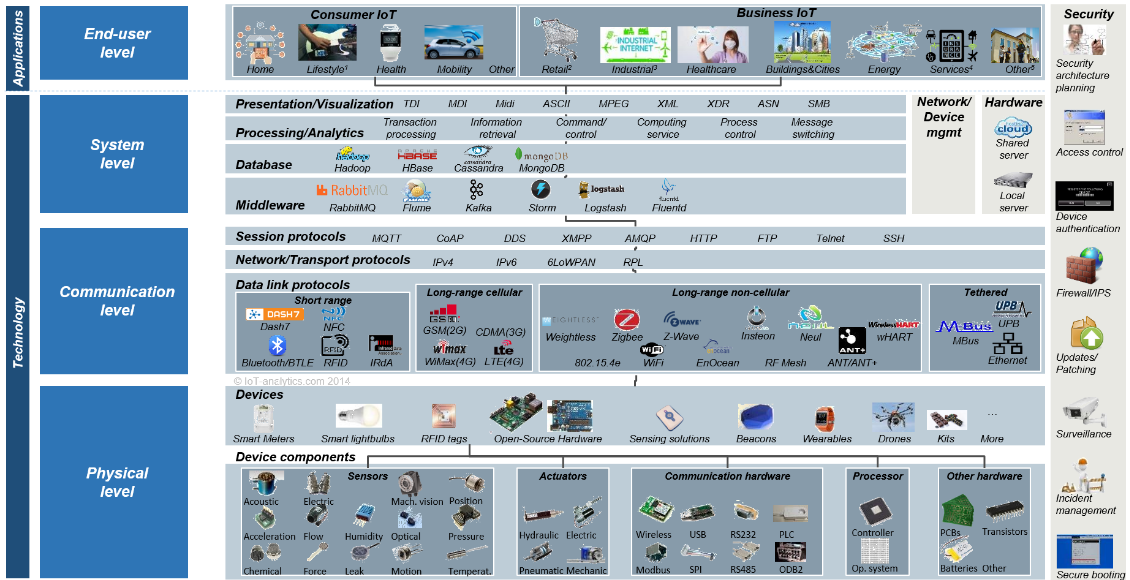 Applications
End-user
level
Consumer IoT
Home
Lifestyle¹
Health
Mobility
Other
Business IoT
INDUSTRIAL
INTERNET
Retail²
Industrial³
Healthcare
Buildings&Cities
Energy
Services⁴
Other⁵
Technology
System
level
Presentation/Visualization TDI MDI Midi ASCII MPEG XML XDR ASN SMB
Processing/Analytics
Transaction
processing
Information
retrieval
Command/
control
Computing
service
Process
control
Message
switching
Database
hadoop
Hadoop
HBASE
HBase
cassandra
Cassandra
mongoDB
MongoDB
Middleware
RabbitMQ
RabbitMQ
Flume
Kafka
Storm
logstash
Logstash
fluentd
Fluentd
Network/
Device
mgmt
Hardware
cloud
Shared
server
Local
server
Communication
level
Session protocols MQTT CoAP DDS XMPP AMQP HTTP FTP Telnet SSH
Network/Transport protocols IPv4 IPv6 6LoWPAN RPL
Data link protocols
Short range
DASH7
Dash7
NFC
Bluetooth/BTLE
RFID
RFID
IRdA
Long-range cellular
GSM
GSM(2G)
CDMA(3G)
wimax
WiMax(4G)
Lte
LTE(4G)
Long-range non-cellular
WEIGHTLESS
Weightless
Zigbee
Z-WAVE
Z-Wave
Insteon
neul
Neul
WirelessHART
wHART
802.15.4e
WiFi
WiFi
enocean
EnOcean
RF Mesh
ANT+
ANT/ANT+
Tethered
M-Bus
MBus
UPB
UPB
Ethernet
© IoT-analytics.com 2014
Physical
level
Devices
Smart Meters
Smart lightbulbs
RFID tags
Open-Source Hardware
Sensing solutions
Beacons
Wearables
Drones
Kits
...
More
Device components
Sensors
Acoustic
Electric
Mach. vision
Position
Acceleration
Flow
Humidity
Optical
Pressure
Chemical
Force
Leak
Motion
Temperat.
Actuators
Hydraulic
Electric
Pneumatic
Mechanic
Communication hardware
Wireless
USB
RS232
PLC
Modbus
SPI
RS485
ODB2
Processor
Controller
Op. system
Other hardware
PCBs
Transistors
Batteries
Other
Security
Security
architecture
planning
Access control
Device
authentication
Firewall/IPS
Updates/
Patching
Surveillance
Incident
management
Secure booting